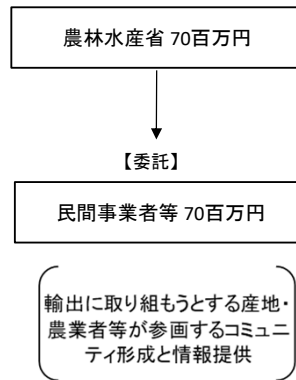 農林水産省 70百万円
【委託】
民間事業者等 70百万円
輸出に取り組もうとする産地・
農業者等が参画するコミュニ
ティ形成と情報提供